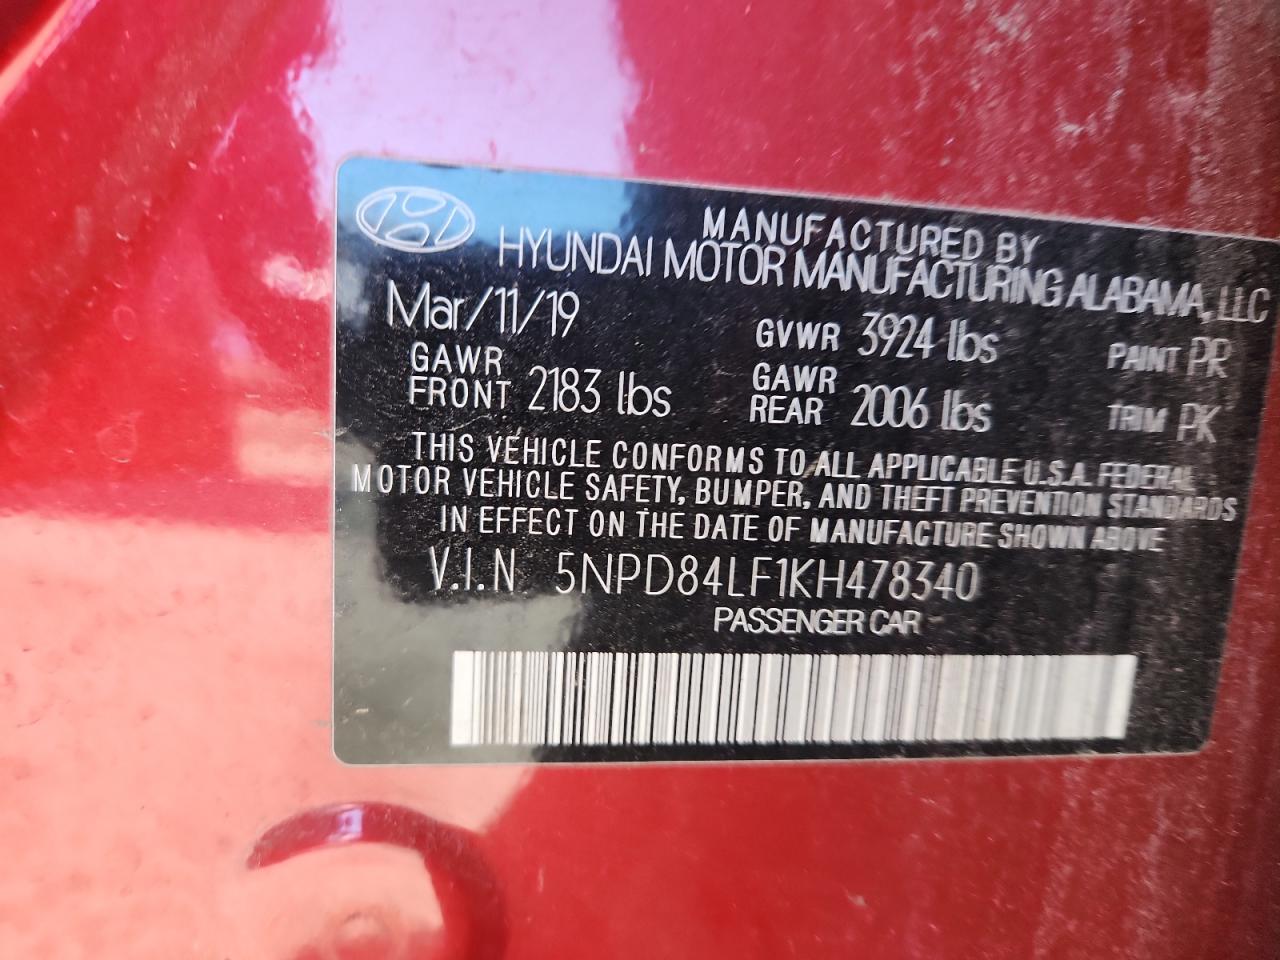 MANUFACTURED BY
HYUNDAI MOTOR MANUFACTURING ALABAMA, LLC
Mar/11/19 GVWR 3924 lbs PAINT PR
GAWR FRONT 2183 lbs GAWR REAR 2006 lbs TRIM PK
THIS VEHICLE CONFORMS TO ALL APPLICABLE U.S.A. FEDERAL
MOTOR VEHICLE SAFETY, BUMPER, AND THEFT PREVENTION STANDARDS
IN EFFECT ON THE DATE OF MANUFACTURE SHOWN ABOVE
V.I.N 5NPD84LF1KH478340
PASSENGER CAR